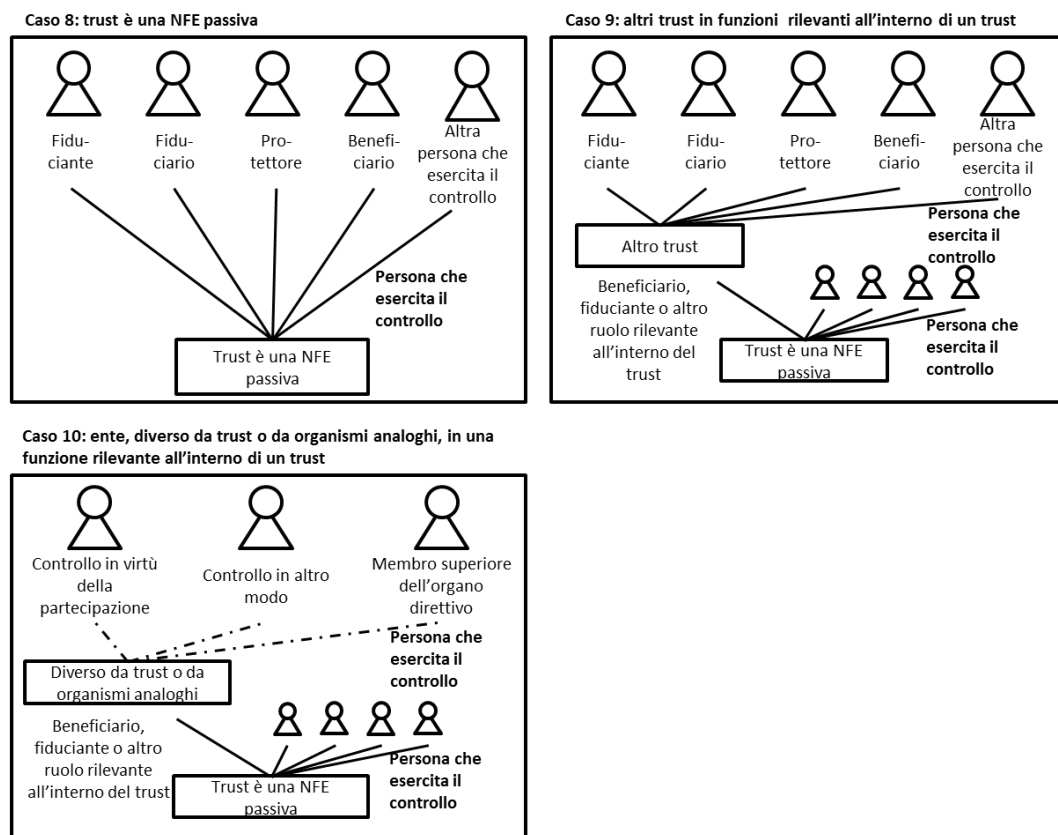 Caso 8: trust è una NFE passiva
Fidu-
ciante
Fidu-
ciario
Pro-
tettore
Benefi-
ciario
Altra
persona che
esercita il
controllo
Persona che
esercita il
controllo
Trust è una NFE
passiva
Caso 9: altri trust in funzioni rilevanti all’interno di un trust
Fidu-
ciante
Fidu-
ciario
Pro-
tettore
Benefi-
ciario
Altra
persona che
esercita il
controllo
Persona che
esercita il
controllo
Altro trust
Beneficiario,
fiduciante o altro
ruolo rilevante
all’interno del
trust
Persona che
esercita il
controllo
Trust è una NFE
passiva
Caso 10: ente, diverso da trust o da organismi analoghi, in una
funzione rilevante all’interno di un trust
Controllo in virtù
della
partecipazione
Controllo in altro
modo
Membro superiore
dell’organo
direttivo
Persona che
esercita il
controllo
Diverso da trust o da
organismi analoghi
Beneficiario,
fiduciante o altro
ruolo rilevante
all’interno del trust
Persona che
esercita il
controllo
Trust è una NFE
passiva